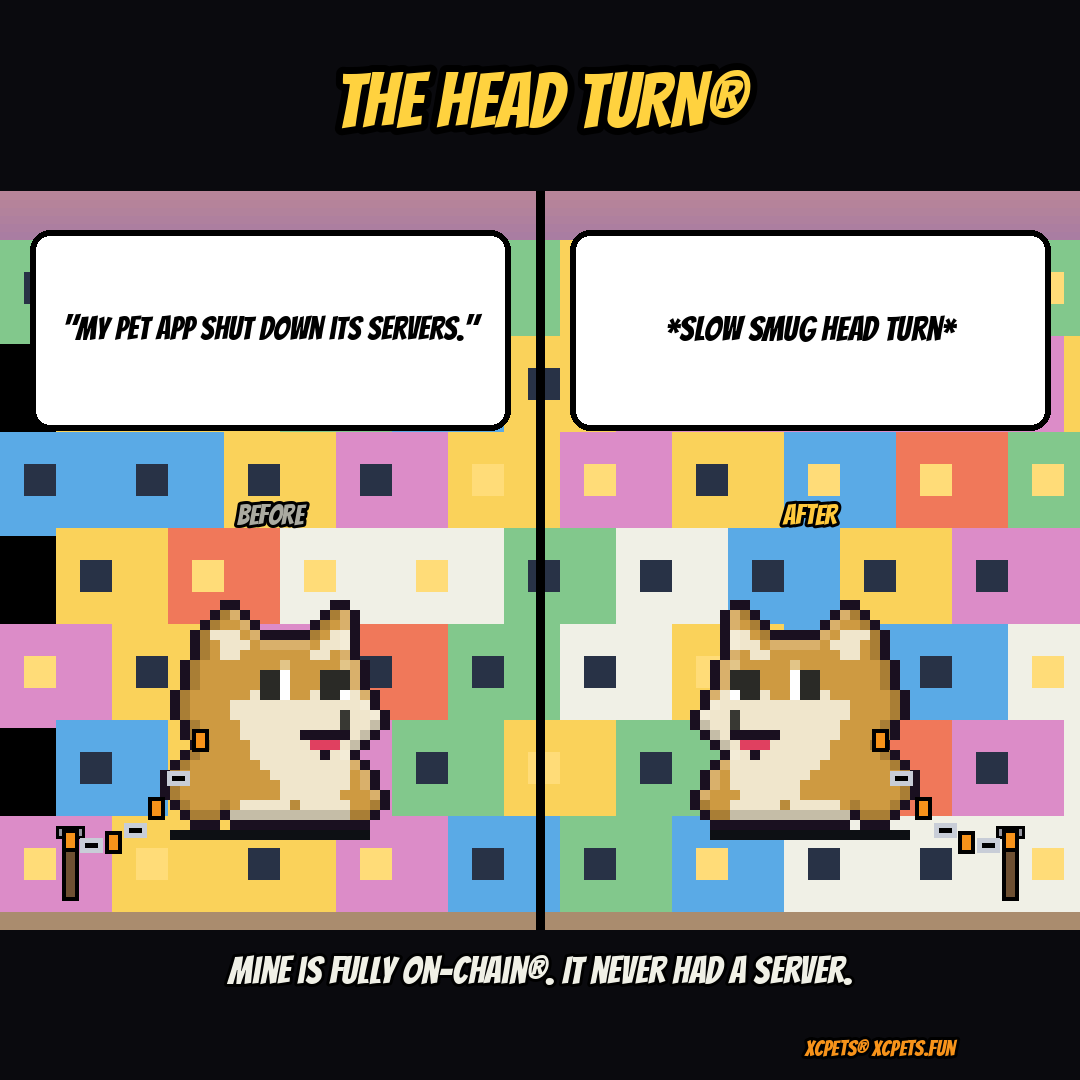 THE HEAD TURN®
"MY PET APP SHUT DOWN ITS SERVERS."
*SLOW SMUG HEAD TURN*
BEFORE
AFTER
MINE IS FULLY ON-CHAIN®. IT NEVER HAD A SERVER.
XCPETS® XCPETS.FUN